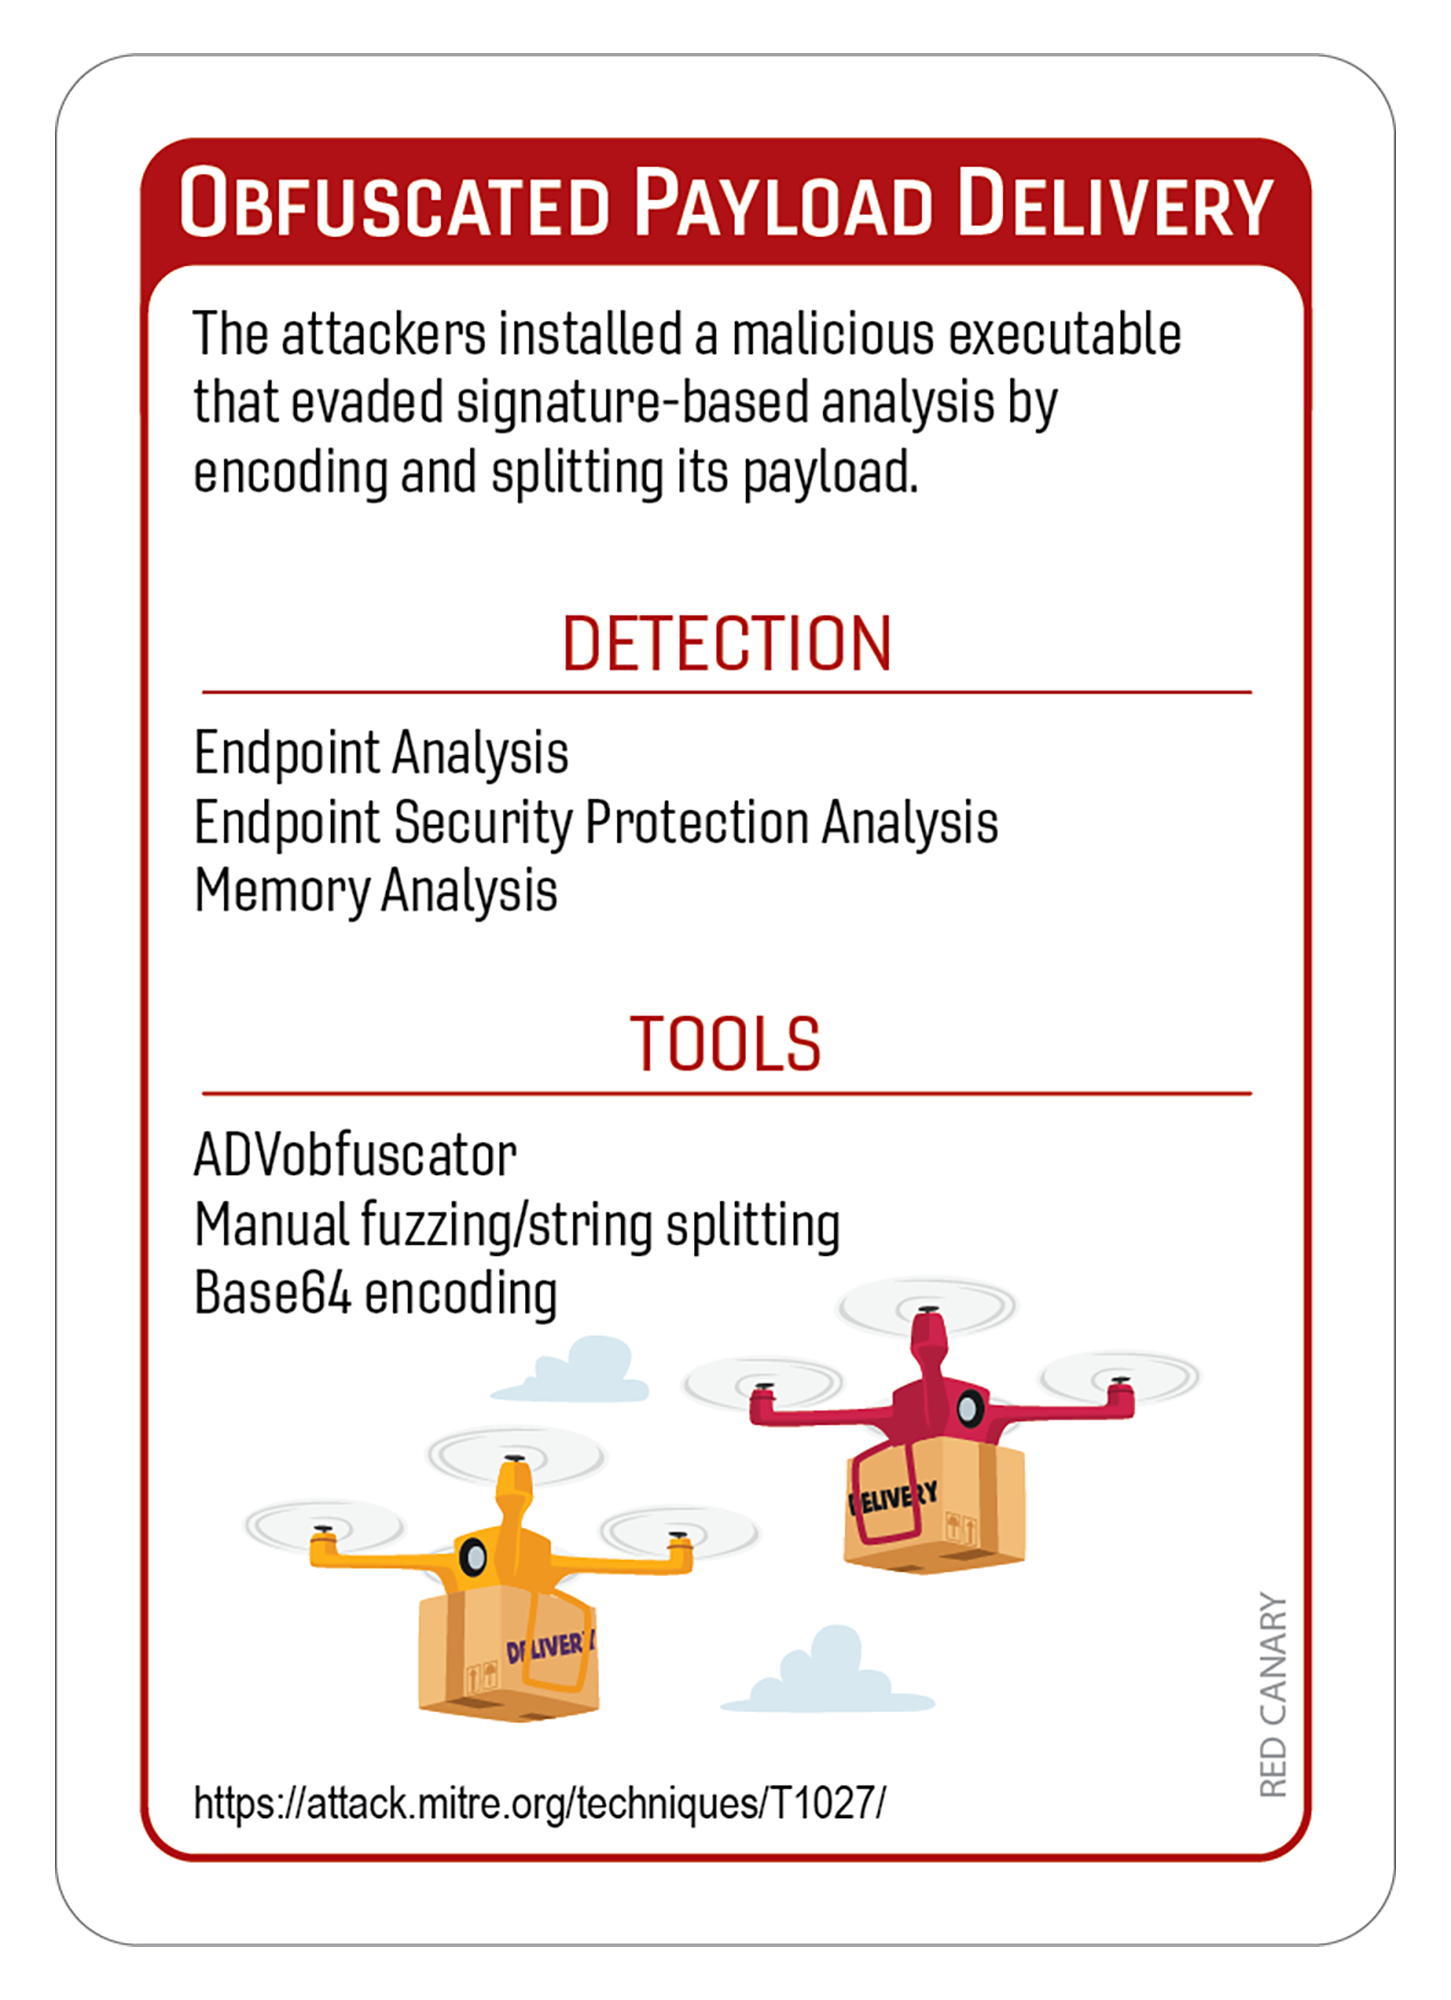 OBFUSCATED PAYLOAD DELIVERY
The attackers installed a malicious executable
that evaded signature-based analysis by
encoding and splitting its payload.
DETECTION
Endpoint Analysis
Endpoint Security Protection Analysis
Memory Analysis
TOOLS
ADVobfuscator
Manual fuzzing/string splitting
Base64 encoding
DELIVERY
DELIVERY
RED CANARY
https://attack.mitre.org/techniques/T1027/